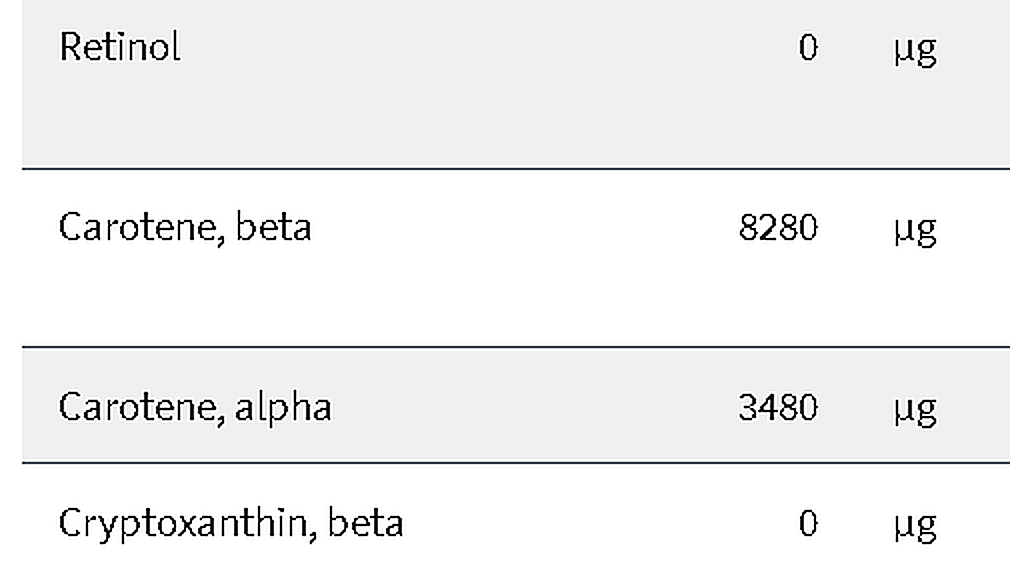 Retinol 0 µg
Carotene, beta 8280 µg
Carotene, alpha 3480 µg
Cryptoxanthin, beta 0 µg